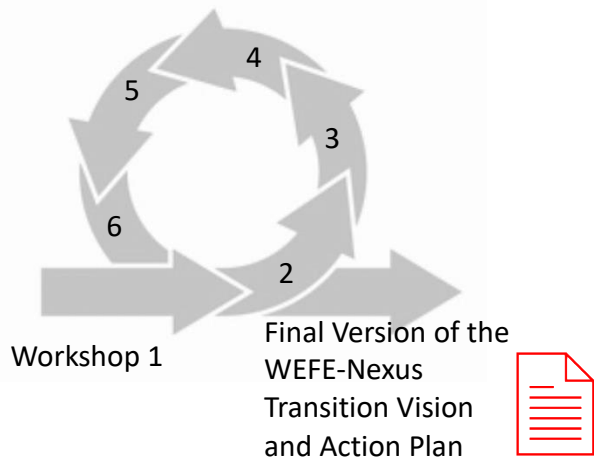 4
5
3
6
2
Workshop 1
Final Version of the
WEFE-Nexus
Transition Vision
and Action Plan